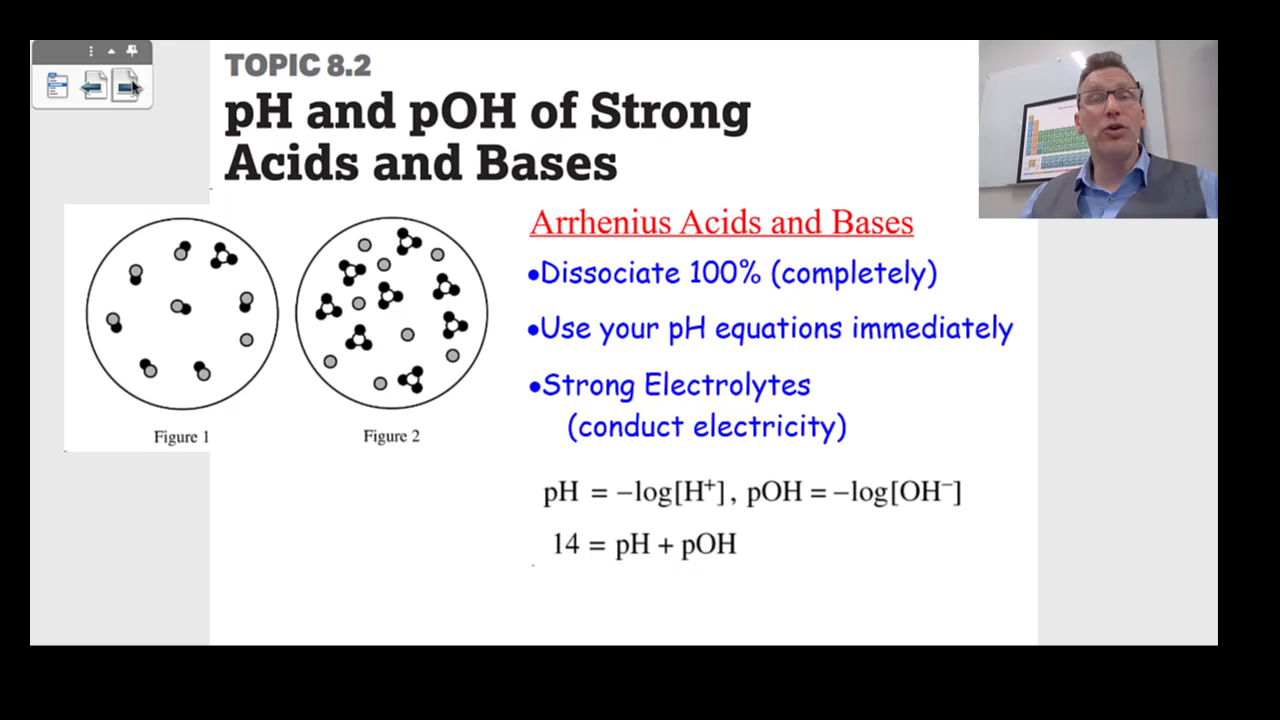 TOPIC 8.2
pH and pOH of Strong
Acids and Bases
Arrhenius Acids and Bases
•Dissociate 100% (completely)
•Use your pH equations immediately
•Strong Electrolytes
(conduct electricity)
Figure 1
Figure 2
pH = −log[H⁺], pOH = −log[OH⁻]
14 = pH + pOH